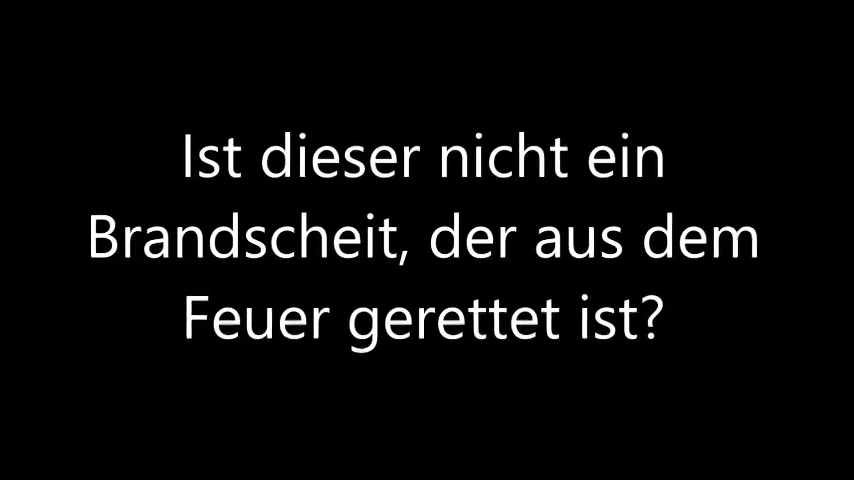 Ist dieser nicht ein
Brandscheit, der aus dem
Feuer gerettet ist?